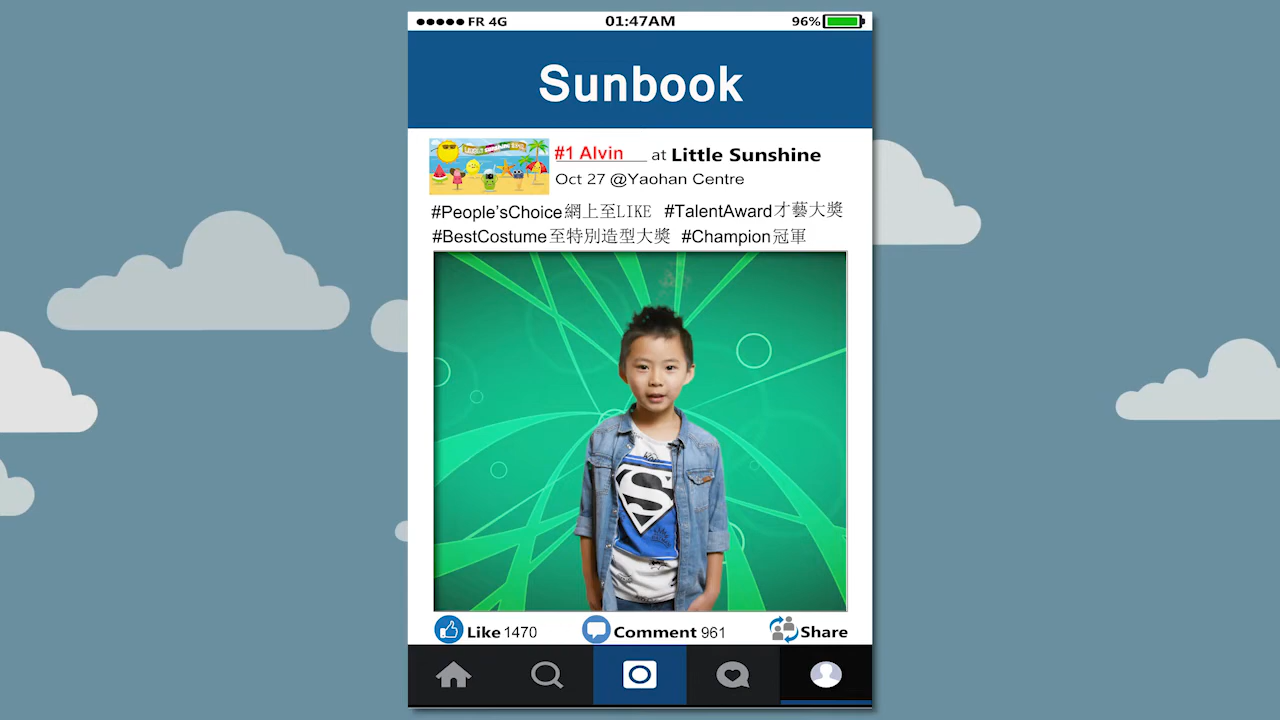 FR 4G 01:47AM 96%
Sunbook
#1 Alvin at Little Sunshine
Oct 27 @Yaohan Centre
#People'sChoice網上至LIKE #TalentAward才藝大獎
#BestCostume至特別造型大獎 #Champion冠軍
Like 1470 Comment 961 Share